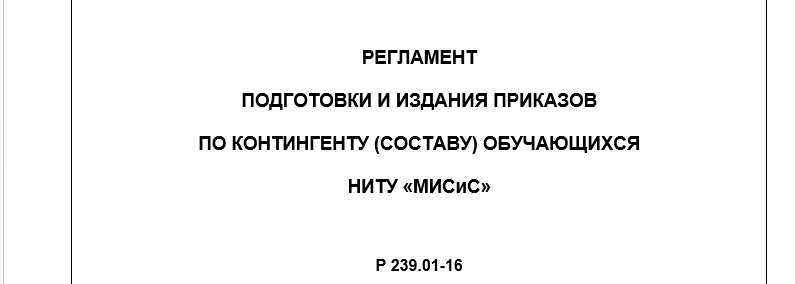 РЕГЛАМЕНТ
ПОДГОТОВКИ И ИЗДАНИЯ ПРИКАЗОВ
ПО КОНТИНГЕНТУ (СОСТАВУ) ОБУЧАЮЩИХСЯ
НИТУ «МИСиС»
Р 239.01-16